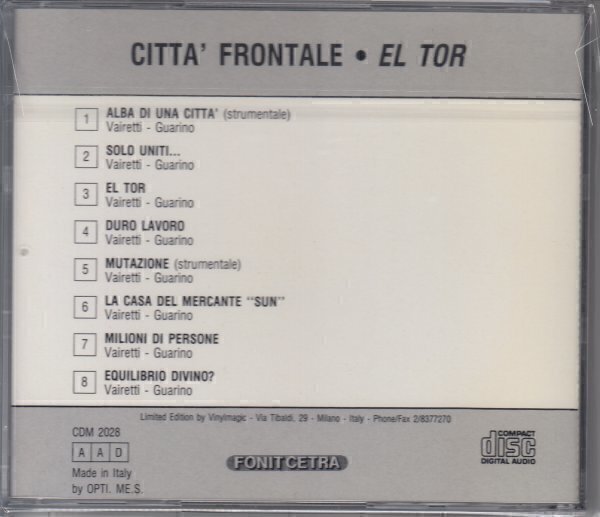 CITTA' FRONTALE • EL TOR
1 ALBA DI UNA CITTA' (strumentale)
Vairetti - Guarino
2 SOLO UNITI...
Vairetti - Guarino
3 EL TOR
Vairetti - Guarino
4 DURO LAVORO
Vairetti - Guarino
5 MUTAZIONE (strumentale)
Vairetti - Guarino
6 LA CASA DEL MERCANTE "SUN"
Vairetti - Guarino
7 MILIONI DI PERSONE
Vairetti - Guarino
8 EQUILIBRIO DIVINO?
Vairetti - Guarino
Limited Edition by Vinylmagic - Via Tibaldi, 29 - Milano - Italy - Phone/Fax 2/8377270
CDM 2028
A A D
Made in Italy
by OPTI. ME.S.
FONIT CETRA
COMPACT
disc
DIGITAL AUDIO